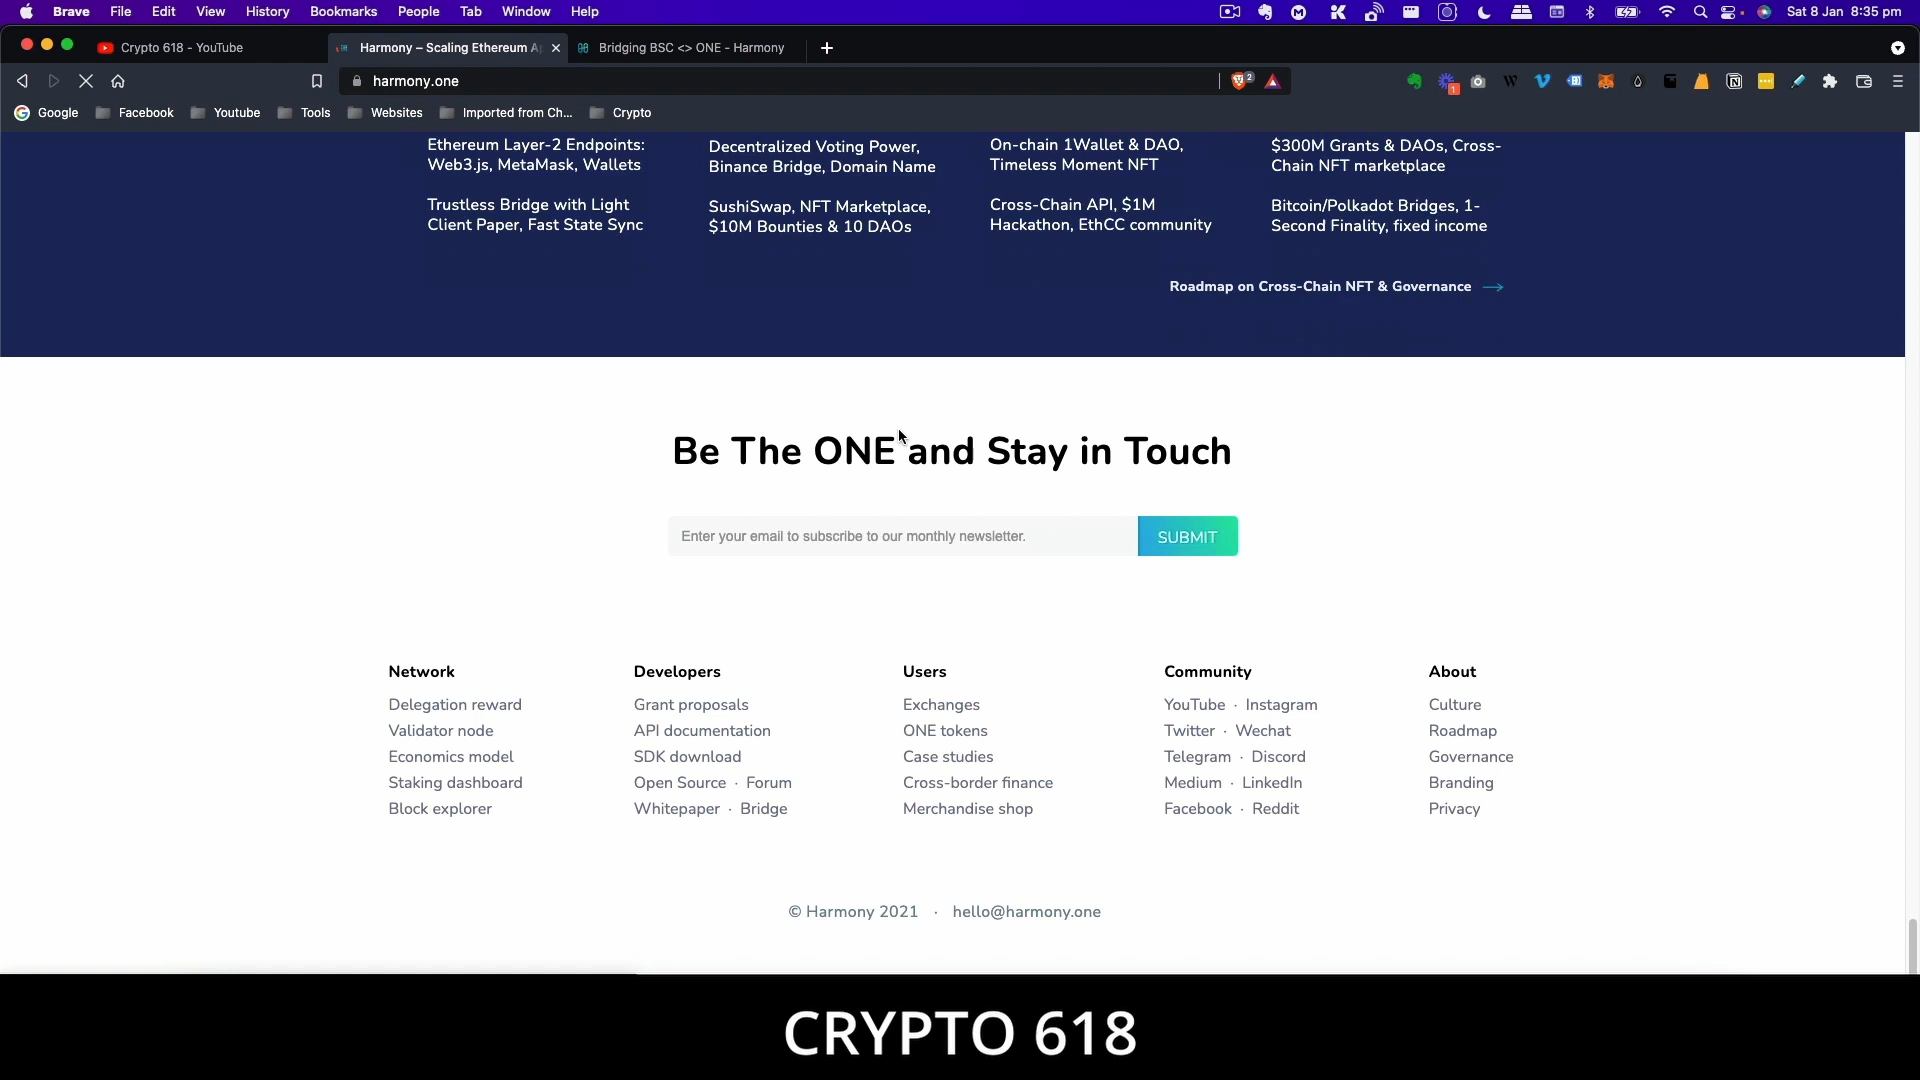 Brave File Edit View History Bookmarks People Tab Window Help Sat 8 Jan 8:35 pm
Crypto 618 - YouTube Harmony – Scaling Ethereum A Bridging BSC <> ONE - Harmony
harmony.one 2 1
Google Facebook Youtube Tools Websites Imported from Ch... Crypto
Ethereum Layer-2 Endpoints:
Web3.js, MetaMask, Wallets
Trustless Bridge with Light
Client Paper, Fast State Sync
Decentralized Voting Power,
Binance Bridge, Domain Name
SushiSwap, NFT Marketplace,
$10M Bounties & 10 DAOs
On-chain 1Wallet & DAO,
Timeless Moment NFT
Cross-Chain API, $1M
Hackathon, EthCC community
$300M Grants & DAOs, Cross-
Chain NFT marketplace
Bitcoin/Polkadot Bridges, 1-
Second Finality, fixed income
Roadmap on Cross-Chain NFT & Governance →
Be The ONE and Stay in Touch
Enter your email to subscribe to our monthly newsletter. SUBMIT
Network
Delegation reward
Validator node
Economics model
Staking dashboard
Block explorer
Developers
Grant proposals
API documentation
SDK download
Open Source · Forum
Whitepaper · Bridge
Users
Exchanges
ONE tokens
Case studies
Cross-border finance
Merchandise shop
Community
YouTube · Instagram
Twitter · Wechat
Telegram · Discord
Medium · LinkedIn
Facebook · Reddit
About
Culture
Roadmap
Governance
Branding
Privacy
© Harmony 2021 · hello@harmony.one
CRYPTO 618